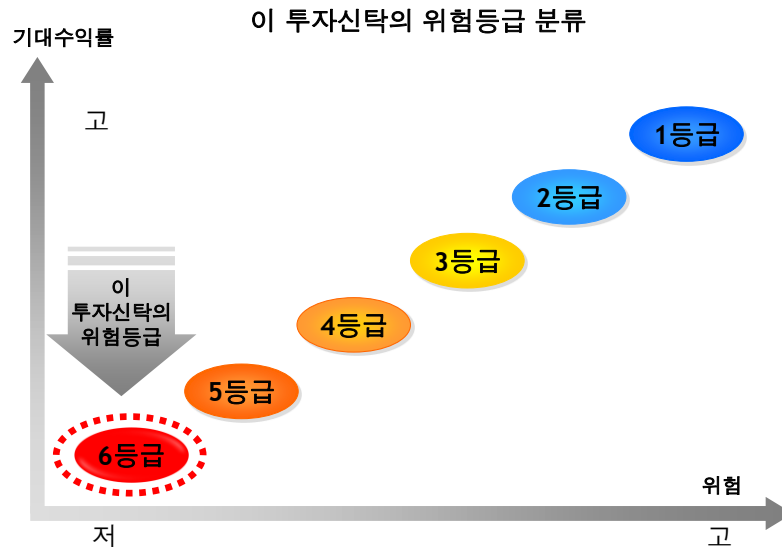 이 투자신탁의 위험등급 분류
기대수익률
고
1등급
2등급
3등급
이
투자신탁의
위험등급
4등급
5등급
6등급
위험
저
고